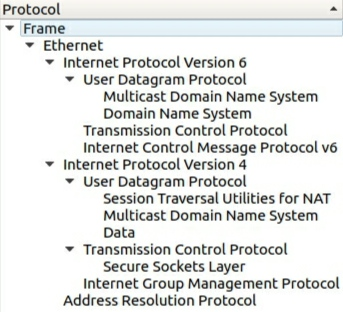 Protocol
Frame
Ethernet
Internet Protocol Version 6
User Datagram Protocol
Multicast Domain Name System
Domain Name System
Transmission Control Protocol
Internet Control Message Protocol v6
Internet Protocol Version 4
User Datagram Protocol
Session Traversal Utilities for NAT
Multicast Domain Name System
Data
Transmission Control Protocol
Secure Sockets Layer
Internet Group Management Protocol
Address Resolution Protocol